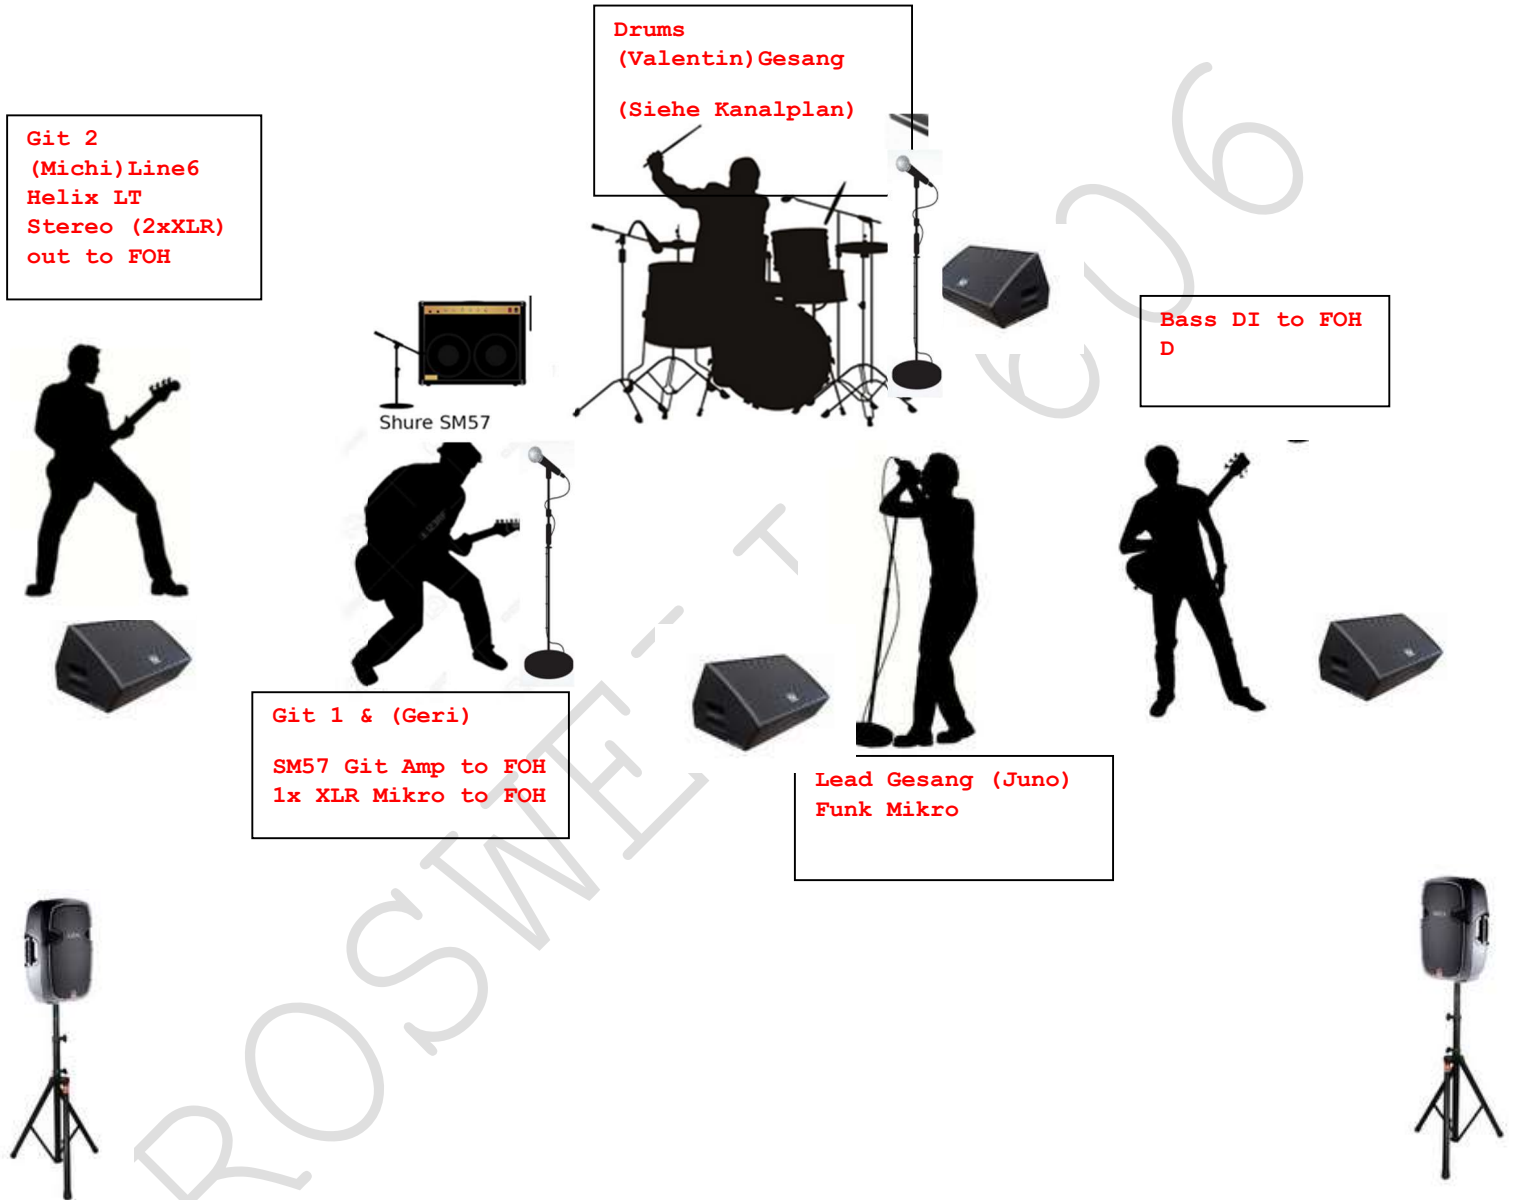 Drums
(Valentin)Gesang
(Siehe Kanalplan)
Git 2
(Michi)Line6
Helix LT
Stereo (2xXLR)
out to FOH
Bass DI to FOH
D
Shure SM57
Git 1 & (Geri)
SM57 Git Amp to FOH
1x XLR Mikro to FOH
Lead Gesang (Juno)
Funk Mikro